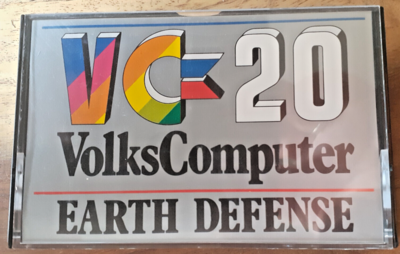 VC-20
VolksComputer
EARTH DEFENSE